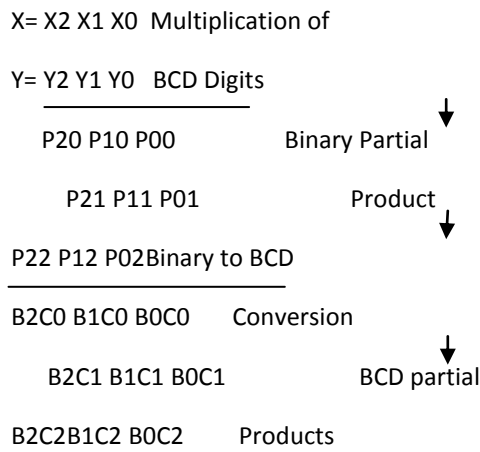 X= X2 X1 X0 Multiplication of
Y= Y2 Y1 Y0 BCD Digits
P20 P10 P00 Binary Partial
P21 P11 P01 Product
P22 P12 P02Binary to BCD
B2C0 B1C0 B0C0 Conversion
B2C1 B1C1 B0C1 BCD partial
B2C2B1C2 B0C2 Products